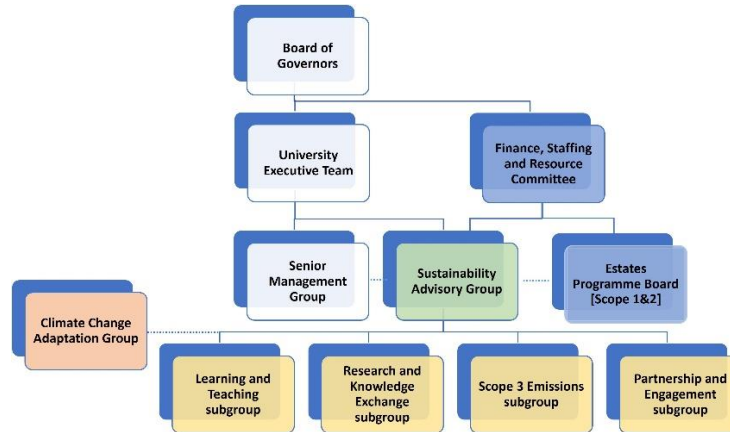 Board of
Governors
University
Executive Team
Finance, Staffing
and Resource
Committee
Senior
Management
Group
Sustainability
Advisory Group
Estates
Programme Board
[Scope 1&2]
Climate Change
Adaptation Group
Learning and
Teaching
subgroup
Research and
Knowledge
Exchange
subgroup
Scope 3 Emissions
subgroup
Partnership and
Engagement
subgroup